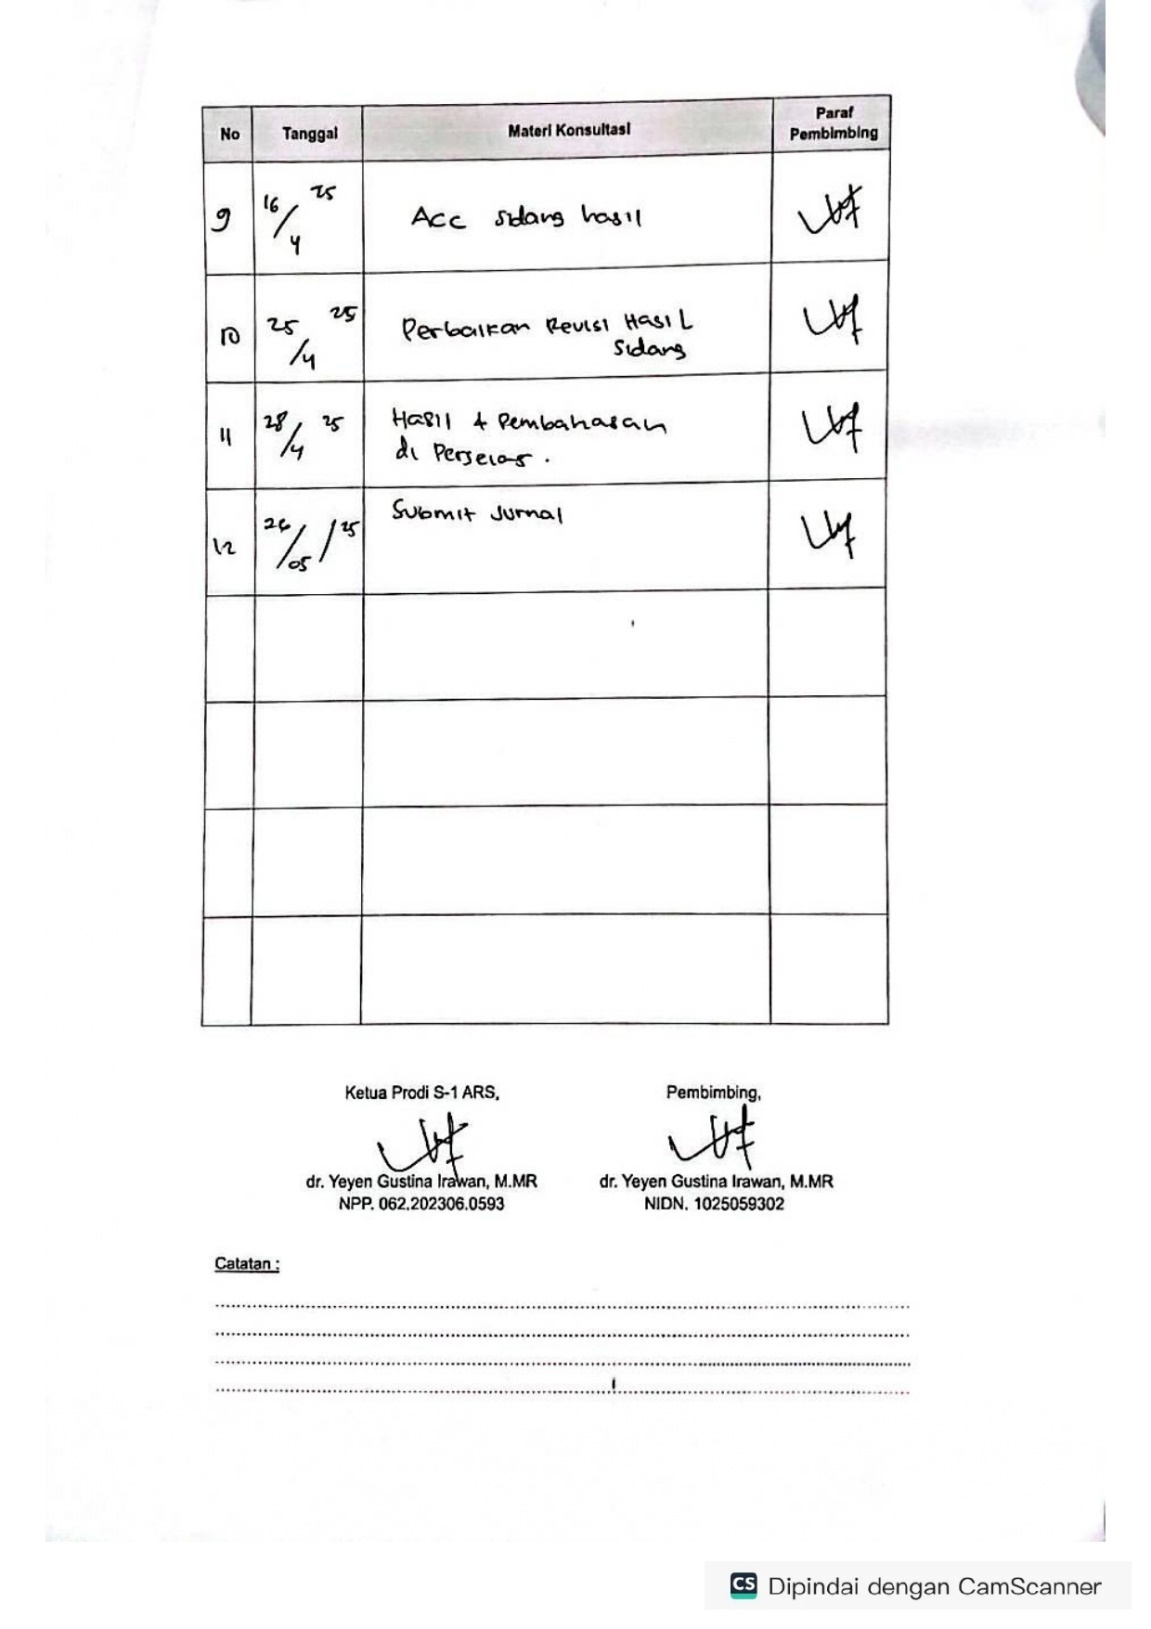 No Tanggal Materi Konsultasi Paraf
Pembimbing
9 16/4 25 Acc sidang hasil
10 25/4 25 Perbaikan Revisi Hasil
Sidang
11 28/4 25 Hasil & Pembahasan
di Perselas.
12 26/05/25 Submit Jurnal
Ketua Prodi S-1 ARS, Pembimbing,
dr. Yeyen Gustina Irawan, M.MR dr. Yeyen Gustina Irawan, M.MR
NPP. 062.202306.0593 NIDN. 1025059302
Catatan :
CS Dipindai dengan CamScanner